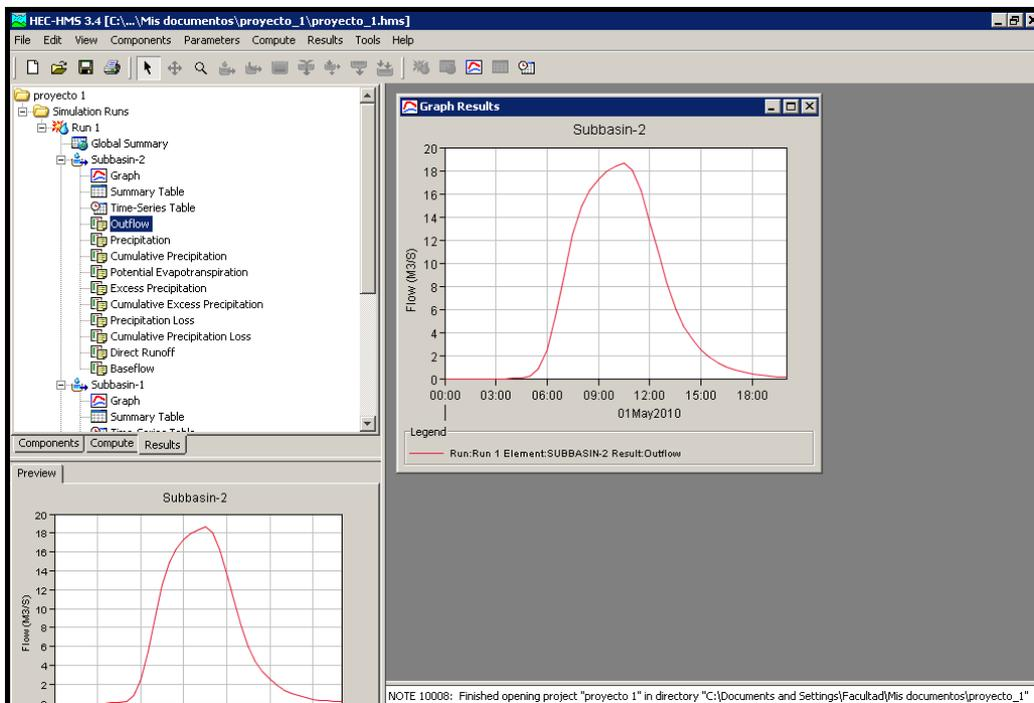 HEC-HMS 3.4 [C:\...\Mis documentos\proyecto_1\proyecto_1.hms]
File Edit View Components Parameters Compute Results Tools Help
proyecto 1
Simulation Runs
Run 1
Global Summary
Subbasin-2
Graph
Summary Table
Time-Series Table
Outflow
Precipitation
Cumulative Precipitation
Potential Evapotranspiration
Excess Precipitation
Cumulative Excess Precipitation
Precipitation Loss
Cumulative Precipitation Loss
Direct Runoff
Baseflow
Subbasin-1
Graph
Summary Table
Time-Series Table
Components Compute Results
Preview
Subbasin-2
20
18
16
14
12
10
8
6
4
2
0
Flow (M3/S)
Graph Results
Subbasin-2
20
18
16
14
12
10
8
6
4
2
0
Flow (M3/S)
00:00 03:00 06:00 09:00 12:00 15:00 18:00
01May2010
Legend
Run:Run 1 Element:SUBBASIN-2 Result:Outflow
NOTE 10008: Finished opening project "proyecto 1" in directory "C:\Documents and Settings\Facultad\Mis documentos\proyecto_1"